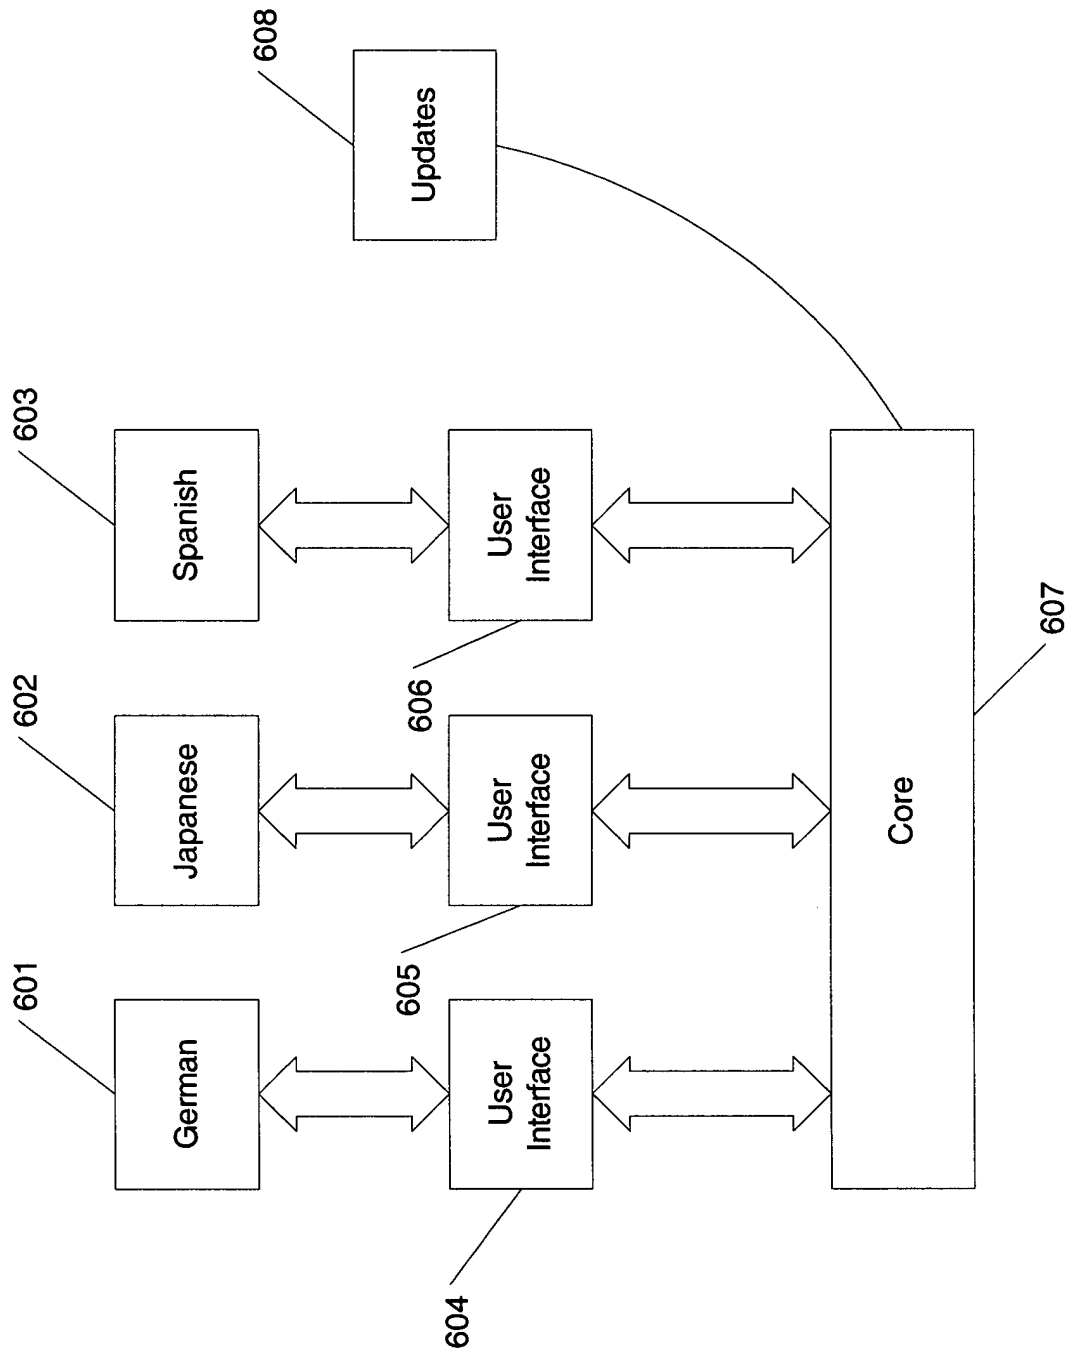 601
602
603
608
German
Japanese
Spanish
Updates
User
Interface
User
Interface
User
Interface
604
605
606
Core
607